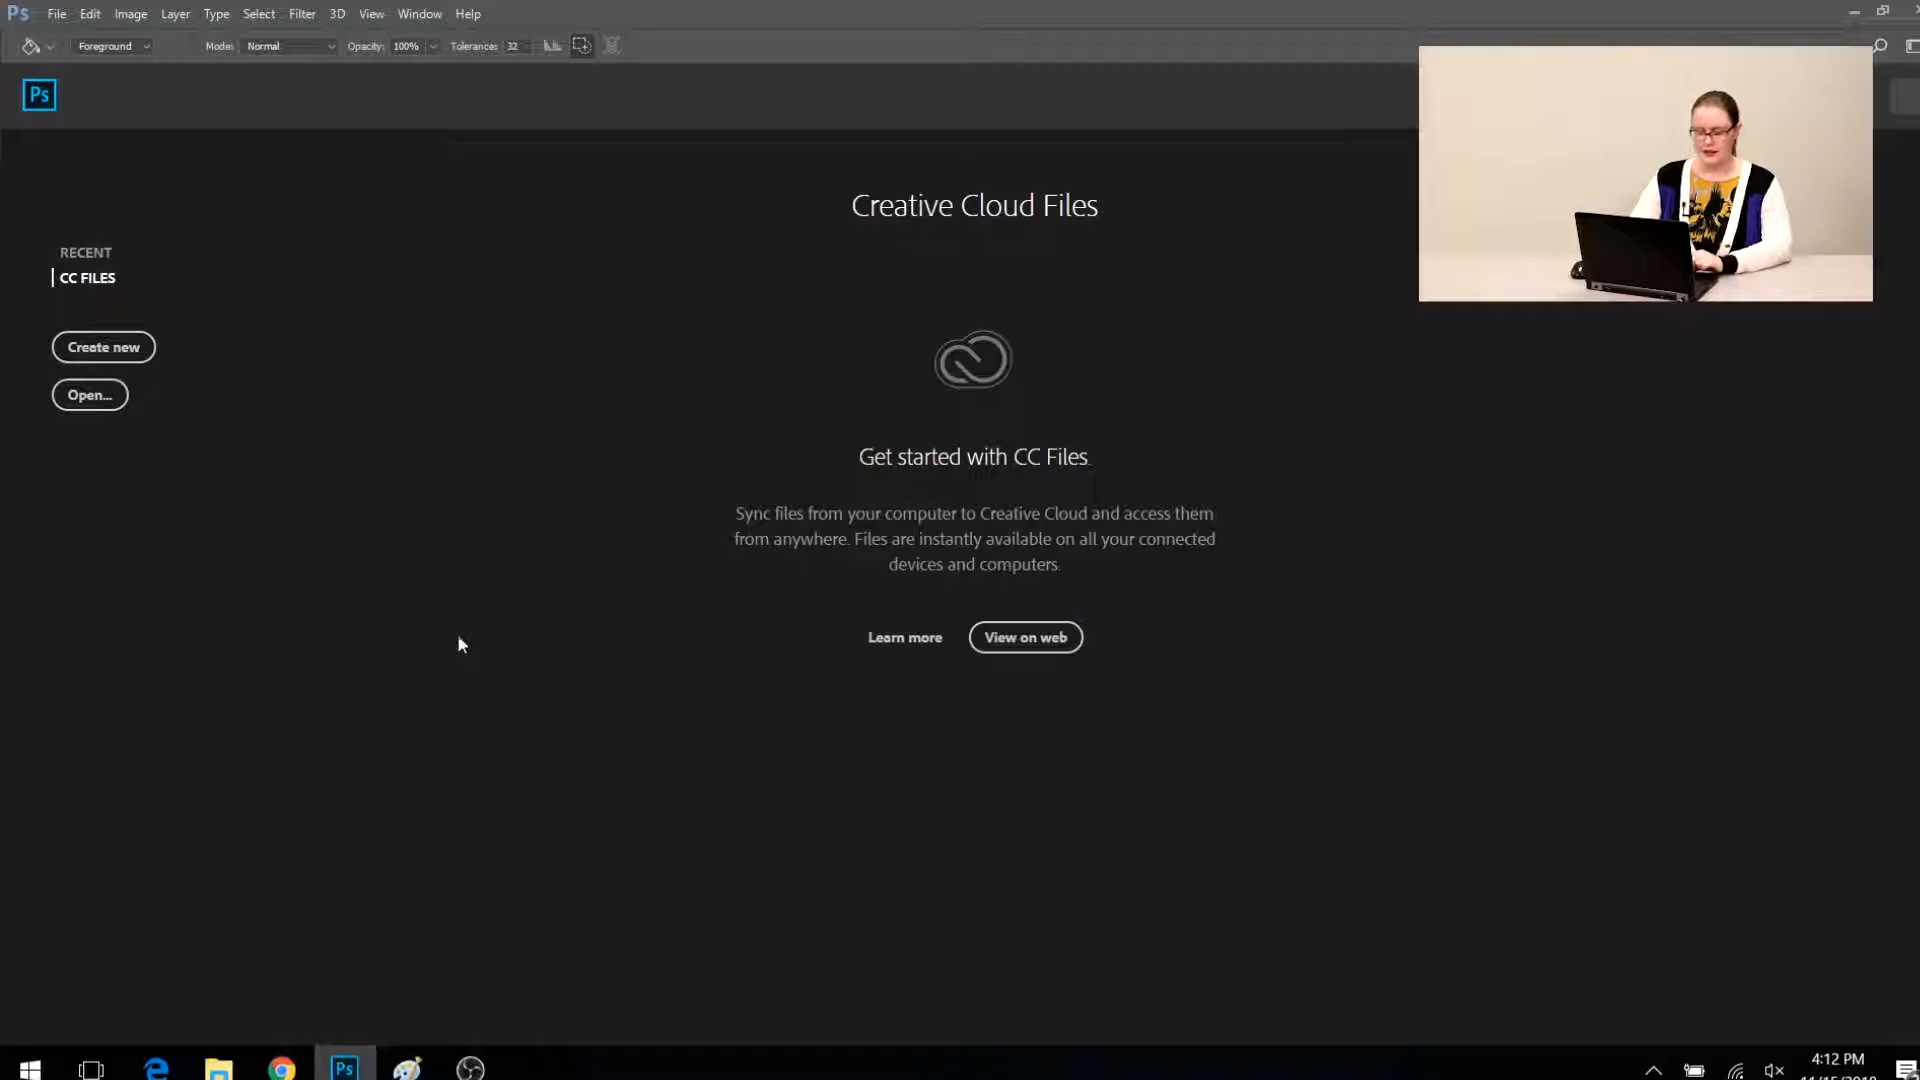 Ps File Edit Image Layer Type Select Filter 3D View Window Help
Foreground Mode: Normal Opacity: 100% Tolerance: 32
Ps
Creative Cloud Files
RECENT
CC FILES
Create new
Open...
Get started with CC Files.
Sync files from your computer to Creative Cloud and access them
from anywhere. Files are instantly available on all your connected
devices and computers.
Learn more View on web
Ps
4:12 PM